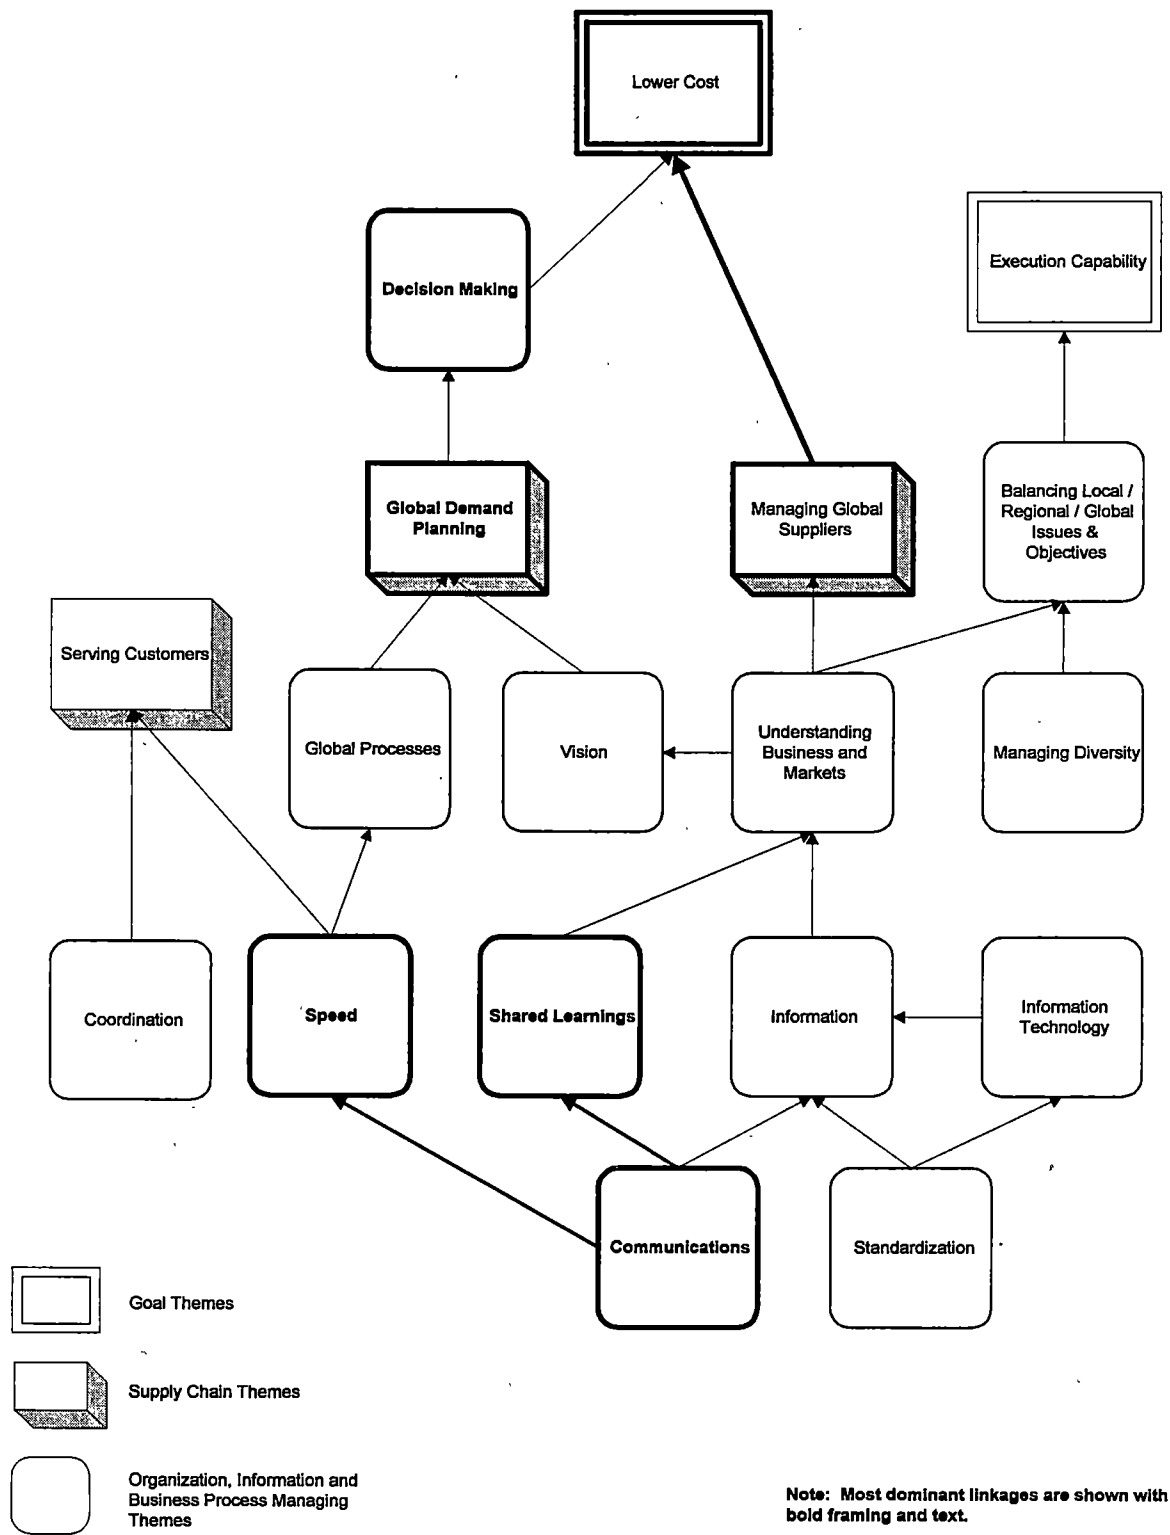 Lower Cost
Execution Capability
Decision Making
Balancing Local /
Regional / Global
Issues &
Objectives
Global Demand
Planning
Managing Global
Suppliers
Serving Customers
Global Processes
Vision
Understanding
Business and
Markets
Managing Diversity
Coordination
Speed
Shared Learnings
Information
Information
Technology
Communications
Standardization
Goal Themes
Supply Chain Themes
Organization, Information and
Business Process Managing
Themes
Note: Most dominant linkages are shown with
bold framing and text.